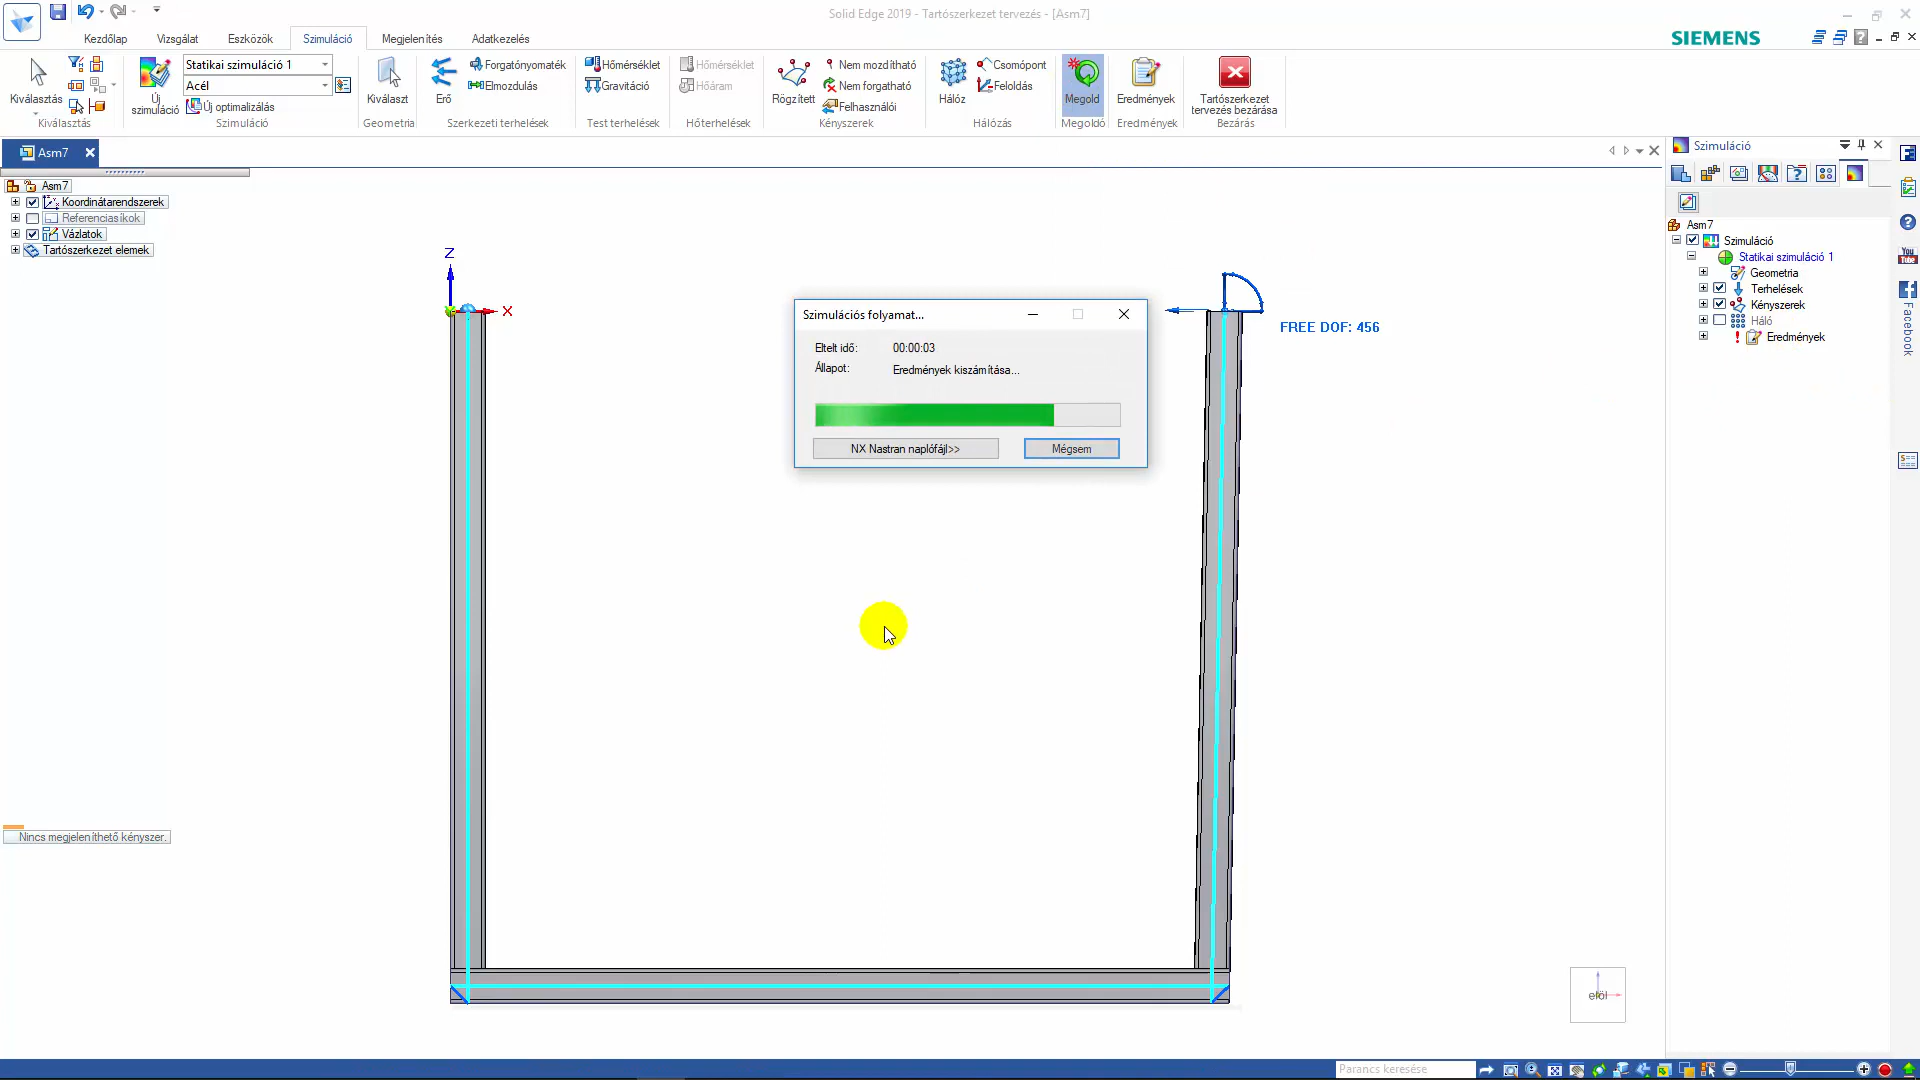 Solid Edge 2019 - Tartószerkezet tervezés - [Asm7]
Kezdőlap
Vizsgálat
Eszközök
Szimuláció
Megjelenítés
Adatkezelés
SIEMENS
Kiválasztás
Kiválasztás
Új szimuláció
Statikai szimuláció 1
Acél
Új optimalizálás
Szimuláció
Kiválaszt
Geometria
Erő
Forgatónyomaték
Elmozdulás
Szerkezeti terhelések
Hőmérséklet
Gravitáció
Test terhelések
Hőmérséklet
Hőáram
Hőterhelések
Rögzített
Nem mozdítható
Nem forgatható
Felhasználói
Kényszerek
Hálóz
Csomópont
Feloldás
Hálózás
Megold
Megoldó
Eredmények
Eredmények
Tartószerkezet
tervezés bezárása
Bezárás
Asm7
Asm7
Koordinátarendszerek
Referenciasíkok
Vázlatok
Tartószerkezet elemek
Nincs megjeleníthető kényszer.
Z
X
FREE DOF: 456
Szimulációs folyamat...
Eltelt idő: 00:00:03
Állapot: Eredmények kiszámítása...
NX Nastran naplófájl>>
Mégsem
elöl
Szimuláció
Asm7
Szimuláció
Statikai szimuláció 1
Geometria
Terhelések
Kényszerek
Háló
Eredmények
You
Tube
Facebook
Parancs keresése